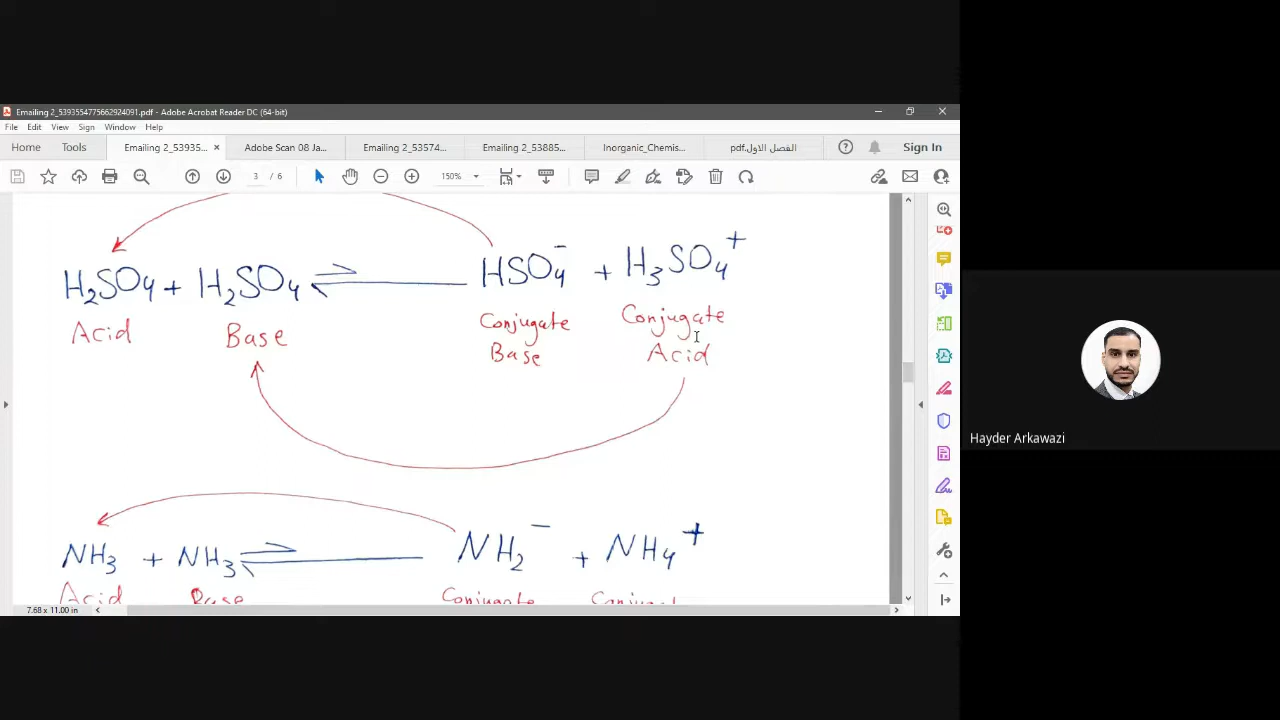 Emailing 2_5393554775662924091.pdf - Adobe Acrobat Reader DC (64-bit)
File Edit View Sign Window Help
Home Tools Emailing 2_53935... × Adobe Scan 08 Ja... Emailing 2_53574... Emailing 2_53885... Inorganic_Chemis... الفصل الاول.pdf Sign In
3 / 6 150%
H₂SO₄ + H₂SO₄ ⇌ HSO₄⁻ + H₃SO₄⁺
Acid Base Conjugate Base Conjugate Acid
NH₃ + NH₃ ⇌ NH₂⁻ + NH₄⁺
Acid Base Conjugate
7.68 x 11.00 in
Hayder Arkawazi